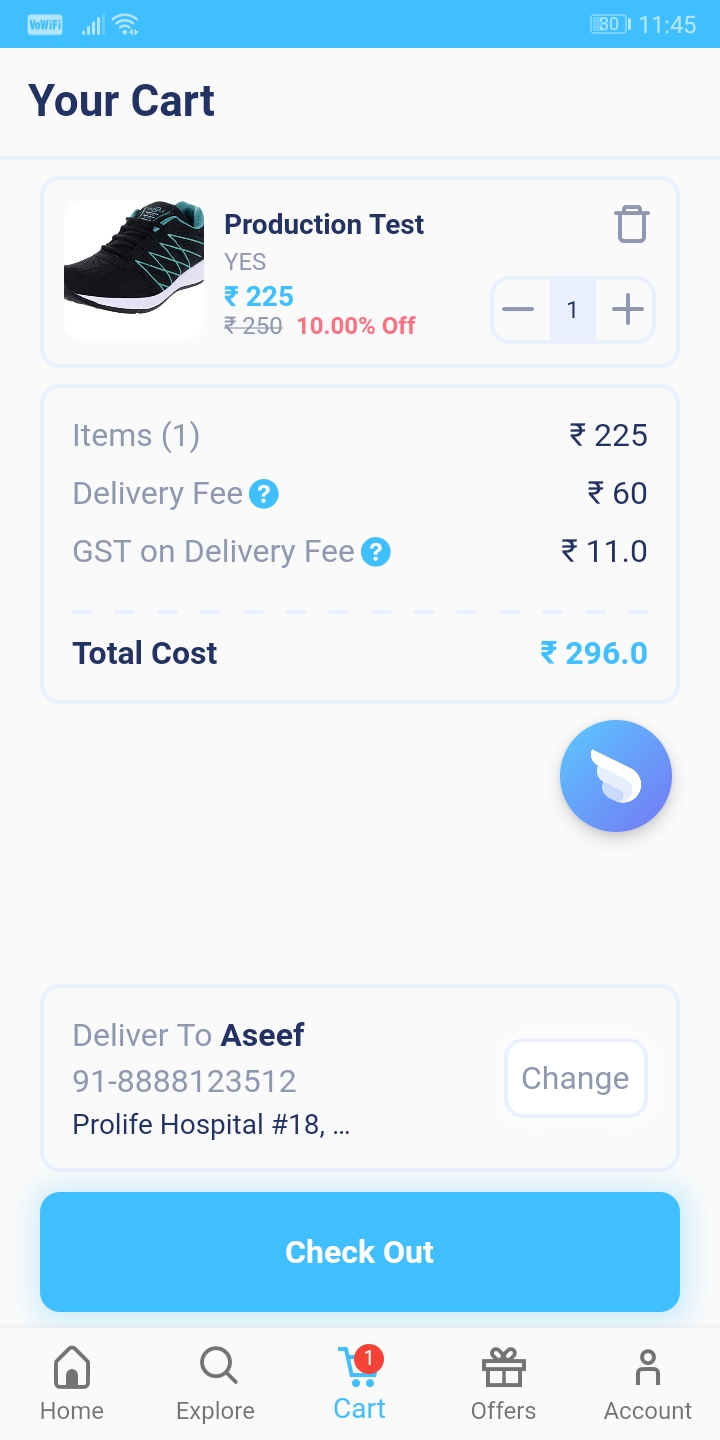 VoWiFi 30 11:45
Your Cart
Production Test
YES
₹ 225
₹ 250 10.00% Off
1
Items (1) ₹ 225
Delivery Fee ? ₹ 60
GST on Delivery Fee ? ₹ 11.0
Total Cost ₹ 296.0
Deliver To Aseef
91-8888123512
Prolife Hospital #18, ...
Change
Check Out
1
Home Explore Cart Offers Account